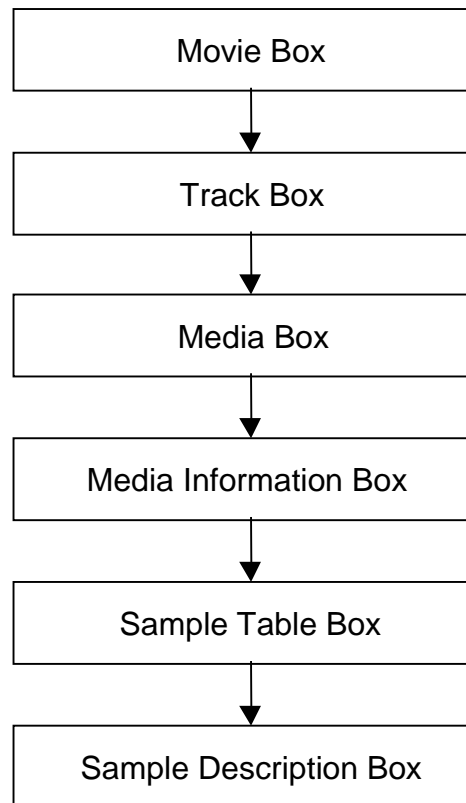 Movie Box
Track Box
Media Box
Media Information Box
Sample Table Box
Sample Description Box